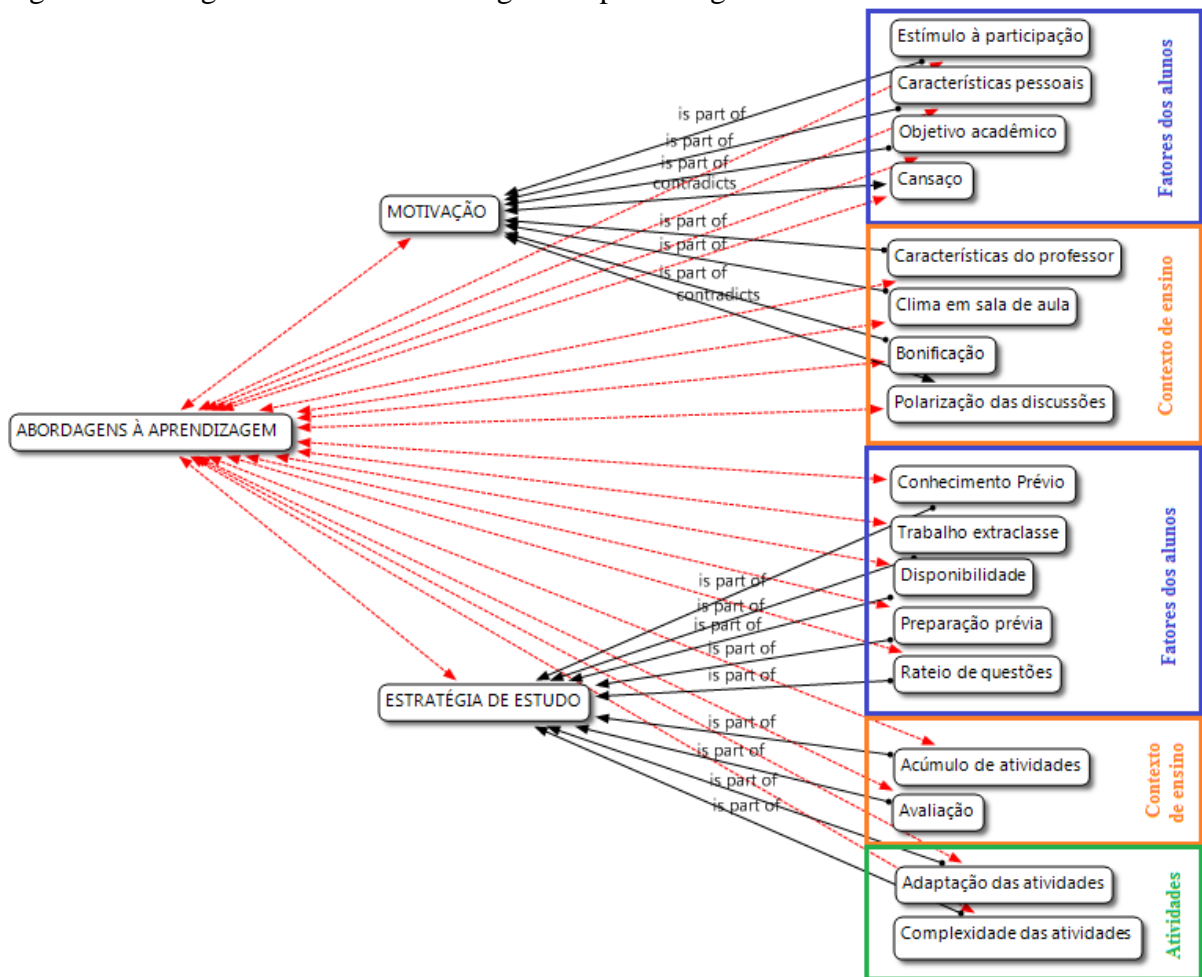 Estímulo à participação
Características pessoais
Objetivo acadêmico
Cansaço
Fatores dos alunos
is part of
is part of
is part of
contradicts
MOTIVAÇÃO
is part of
is part of
is part of
contradicts
Características do professor
Clima em sala de aula
Bonificação
Polarização das discussões
Contexto de ensino
ABORDAGENS À APRENDIZAGEM
Conhecimento Prévio
Trabalho extraclasse
Disponibilidade
Preparação prévia
Rateio de questões
Fatores dos alunos
is part of
is part of
is part of
is part of
is part of
ESTRATÉGIA DE ESTUDO
is part of
is part of
is part of
is part of
Acúmulo de atividades
Avaliação
Contexto
de ensino
Adaptação das atividades
Complexidade das atividades
Atividades